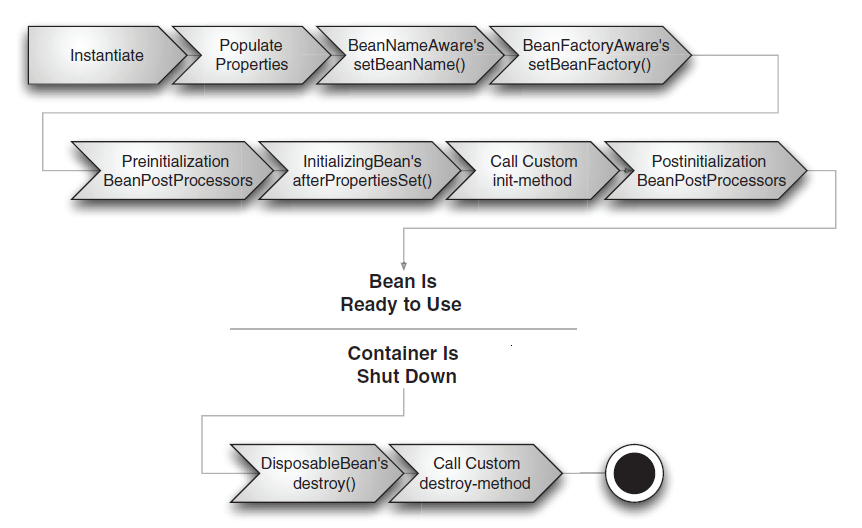 Instantiate
Populate
Properties
BeanNameAware's
setBeanName()
BeanFactoryAware's
setBeanFactory()
Preinitialization
BeanPostProcessors
InitializingBean's
afterPropertiesSet()
Call Custom
init-method
Postinitialization
BeanPostProcessors
Bean Is
Ready to Use
Container Is
Shut Down
DisposableBean's
destroy()
Call Custom
destroy-method